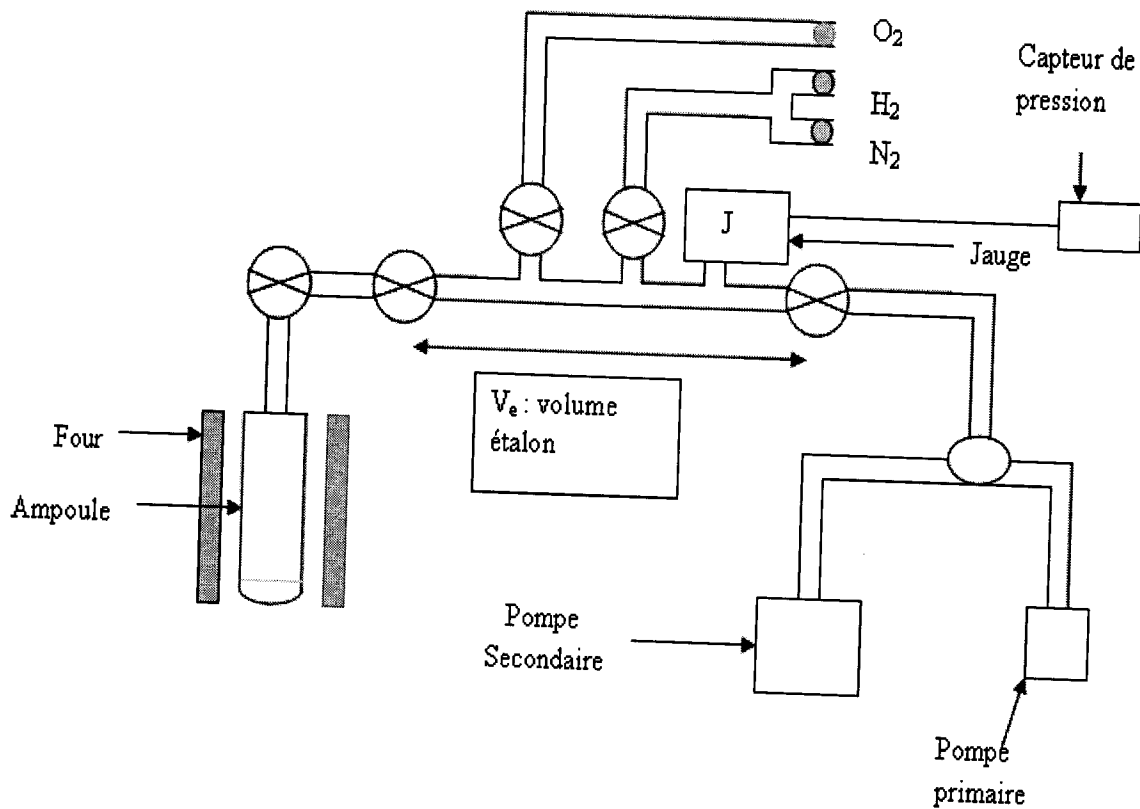 O₂
Capteur de
pression
H₂
N₂
J
Jauge
Vₑ : volume
étalon
Four
Ampoule
Pompe
Secondaire
Pompe
primaire